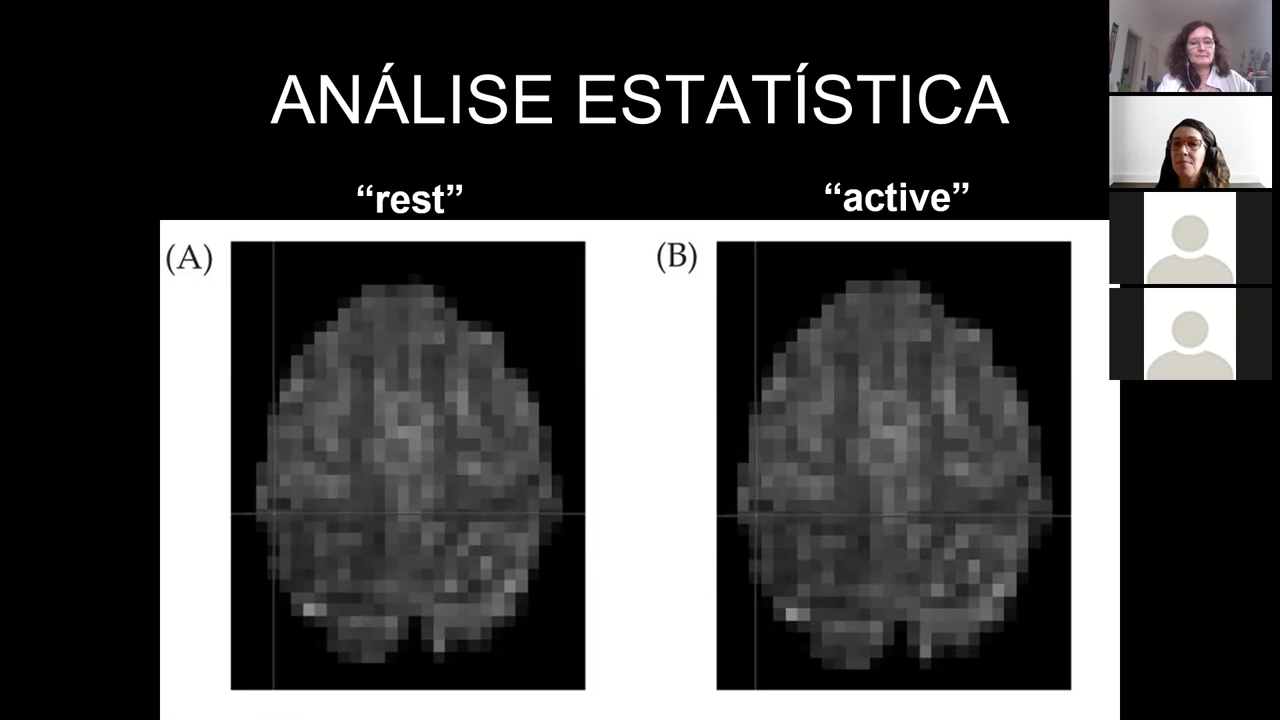 ANÁLISE ESTATÍSTICA
“rest” “active”
(A) (B)